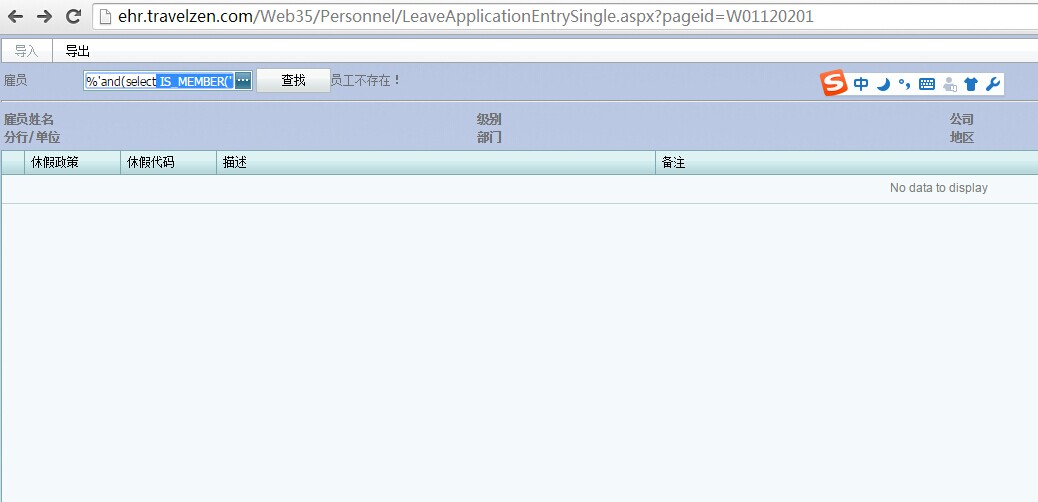 ehr.travelzen.com/Web35/Personnel/LeaveApplicationEntrySingle.aspx?pageid=W01120201
导入 导出
雇员 %'and(select IS_MEMBER(' ... 查找 员工不存在！ S 中
雇员姓名 级别 公司
分行/单位 部门 地区
休假政策 休假代码 描述 备注
No data to display